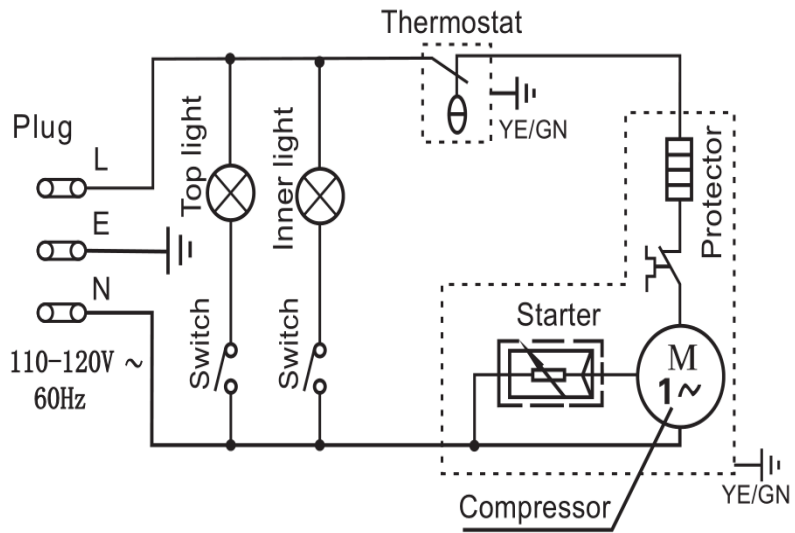 Thermostat
Plug
L
E
N
110-120V ~
60Hz
Top light
Inner light
Switch
Switch
YE/GN
Protector
Starter
M
1~
Compressor
YE/GN